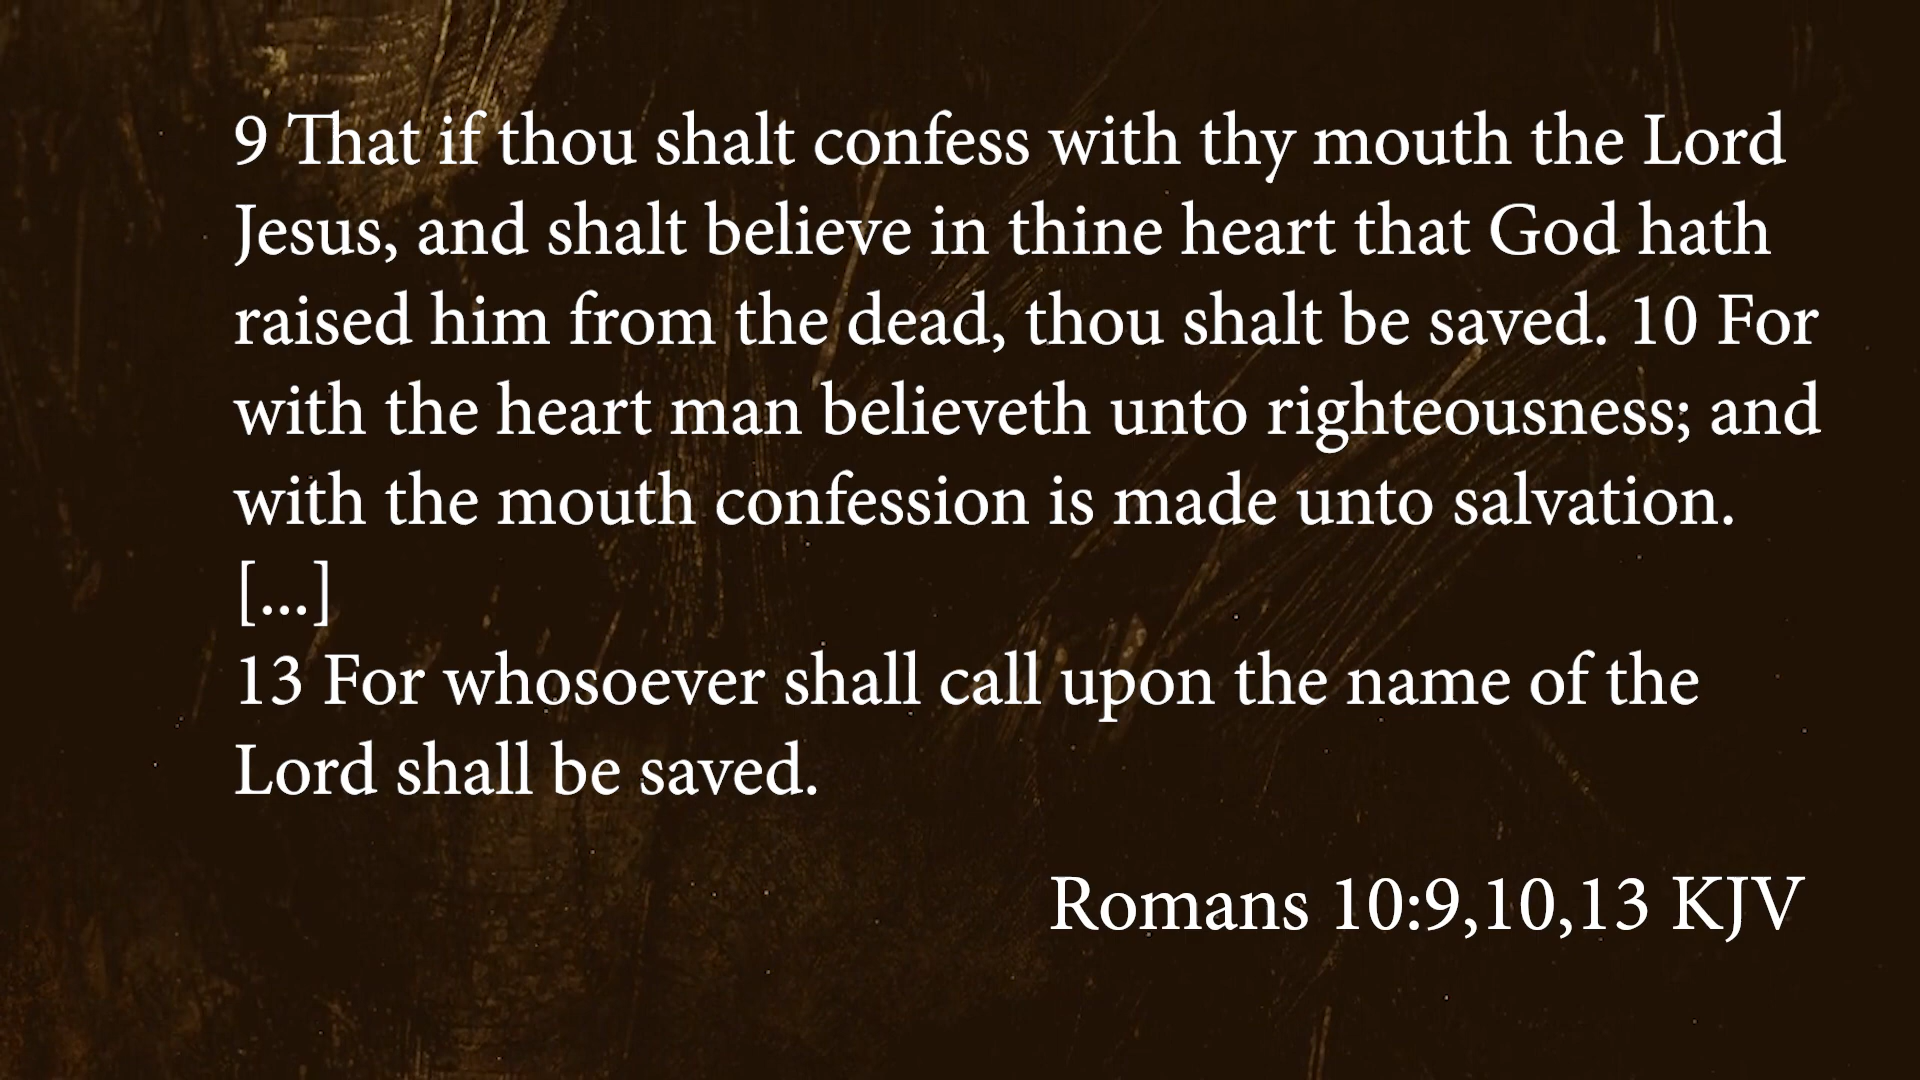 9 That if thou shalt confess with thy mouth the Lord
Jesus, and shalt believe in thine heart that God hath
raised him from the dead, thou shalt be saved. 10 For
with the heart man believeth unto righteousness; and
with the mouth confession is made unto salvation.
[...]
13 For whosoever shall call upon the name of the
Lord shall be saved.
Romans 10:9,10,13 KJV